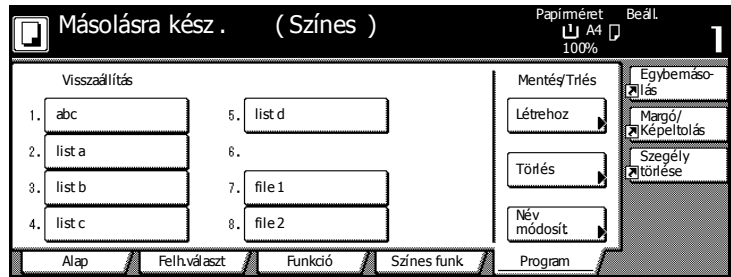 Másolásra kész . ( Színes )
Papírméret Beáll.
A4
100%
1
Visszaállítás
Mentés/Trlés
1. abc
2. list a
3. list b
4. list c
5. list d
6.
7. file 1
8. file 2
Létrehoz
Törlés
Név
módosít.
Egybemáso-
lás
Margó/
Képeltolás
Szegély
törlése
Alap
Felh.választ
Funkció
Színes funk.
Program